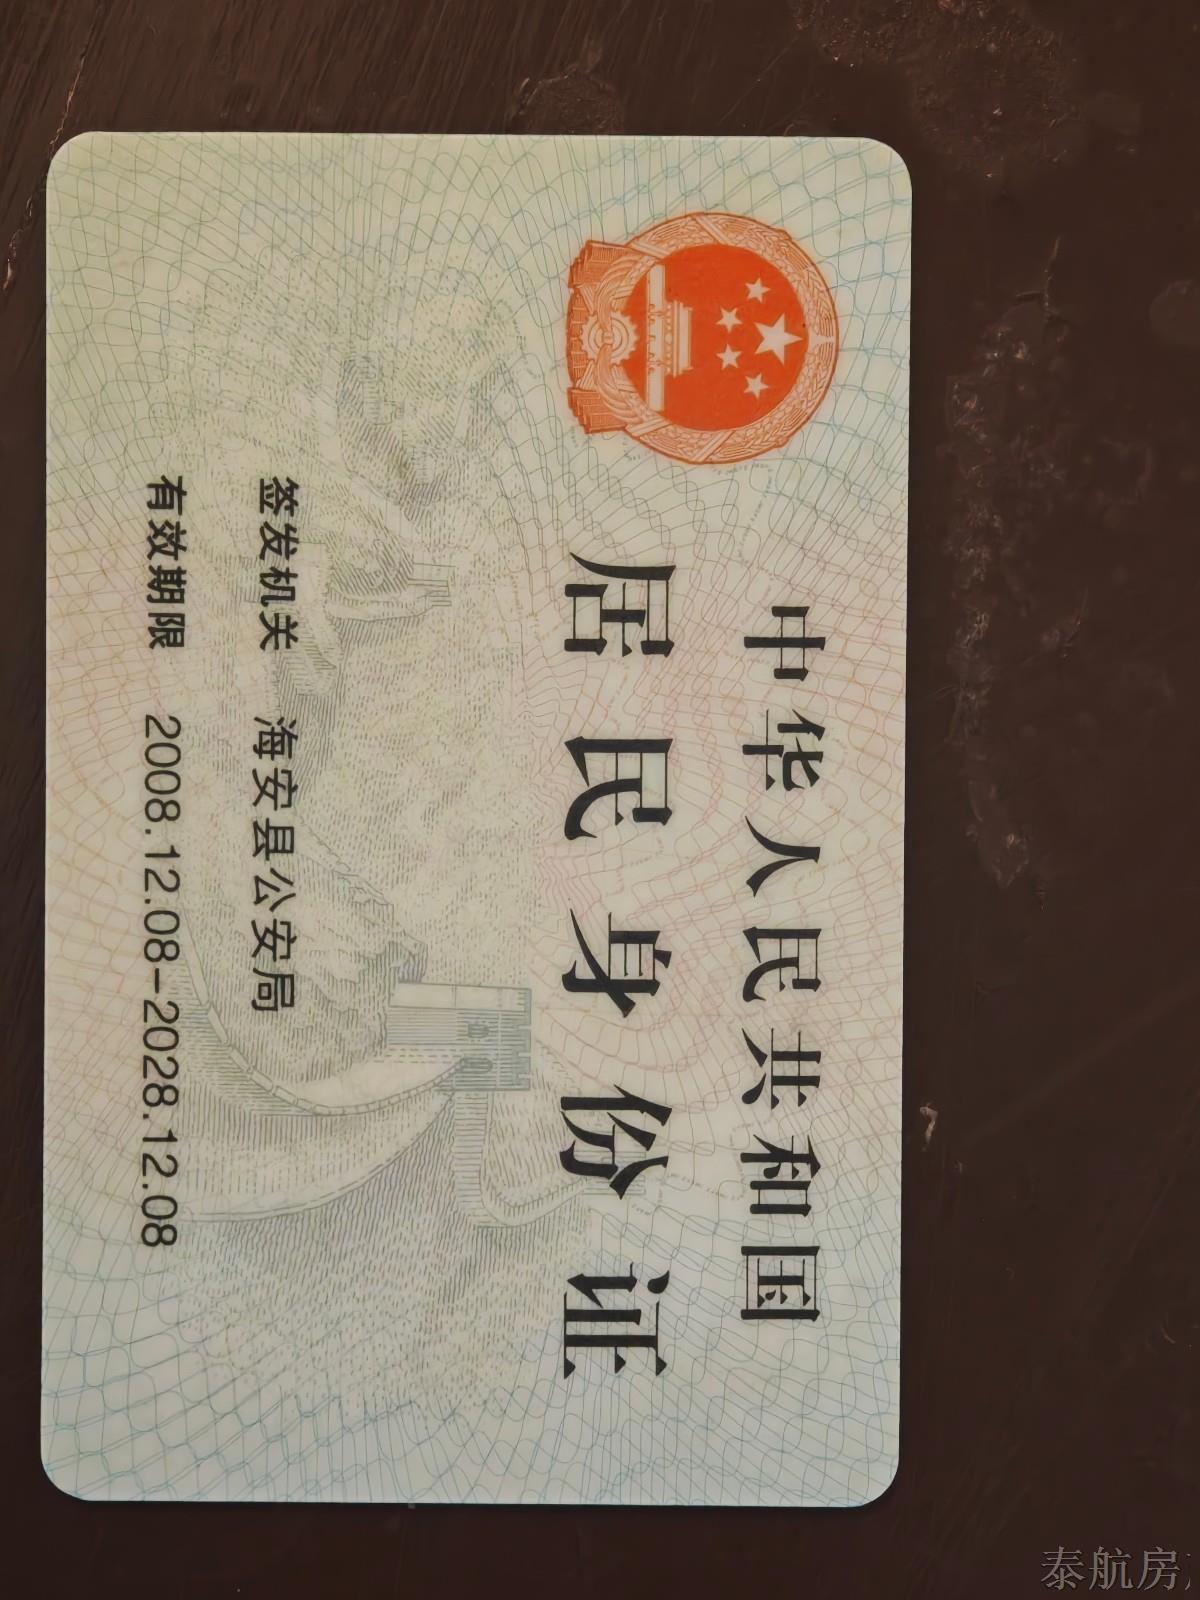 中华人民共和国
居民身份证
签发机关 海安县公安局
有效期限 2008.12.08-2028.12.08
泰航房